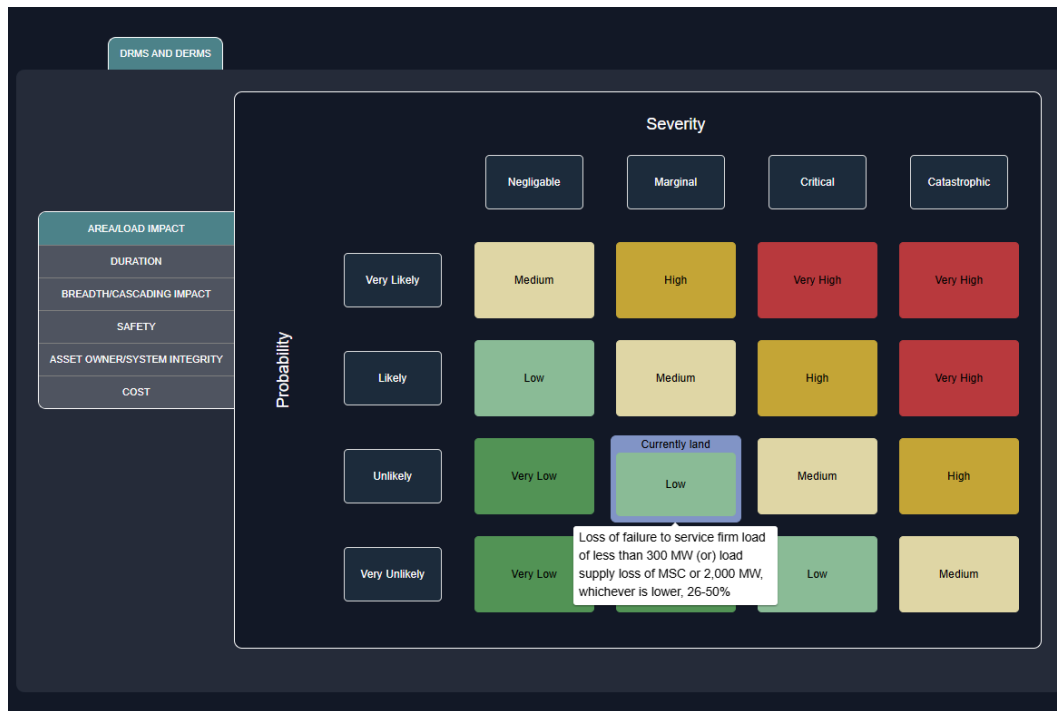 DRMS AND DERMS
Severity
Negligable
Marginal
Critical
Catastrophic
AREA/LOAD IMPACT
DURATION
BREADTH/CASCADING IMPACT
SAFETY
ASSET OWNER/SYSTEM INTEGRITY
COST
Probability
Very Likely
Medium
High
Very High
Very High
Likely
Low
Medium
High
Very High
Unlikely
Very Low
Currently land
Low
Medium
High
Loss of failure to service firm load
of less than 300 MW (or) load
supply loss of MSC or 2,000 MW,
whichever is lower, 26-50%
Very Unlikely
Very Low
Low
Medium